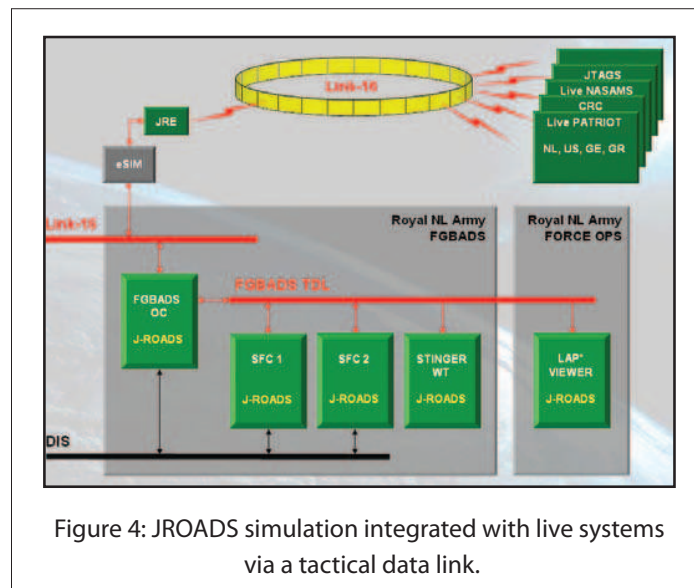 Link-16
JTAGS
Live NASAMS
CRC
Live PATRIOT
NL, US, GE, GR
JRE
eSIM
Link-16
Royal NL Army
FGBADS
Royal NL Army
FORCE OPS
FGBADS TDL
FGBADS
OC
J-ROADS
SFC 1
J-ROADS
SFC 2
J-ROADS
STINGER
WT
J-ROADS
LAP*
VIEWER
J-ROADS
DIS
Figure 4: JROADS simulation integrated with live systems
via a tactical data link.